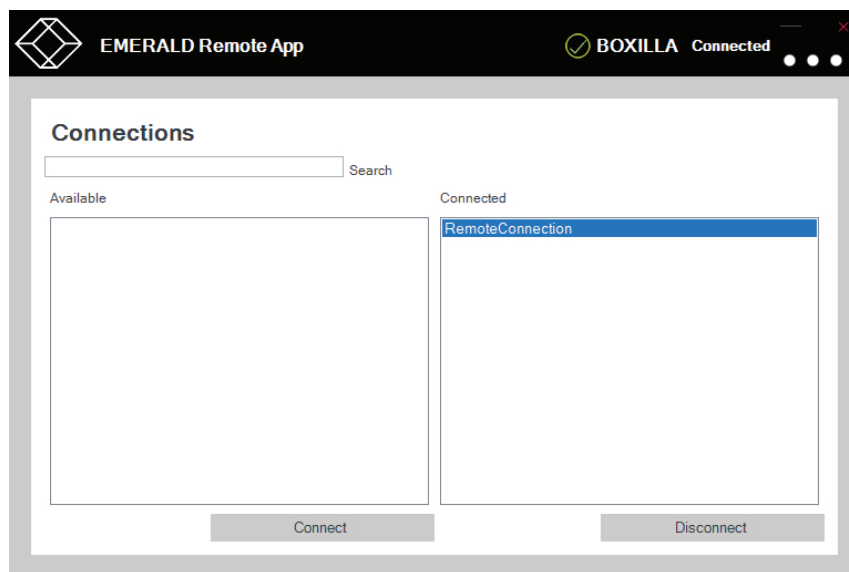 EMERALD Remote App
BOXILLA Connected
Connections
Search
Available
Connected
RemoteConnection
Connect
Disconnect